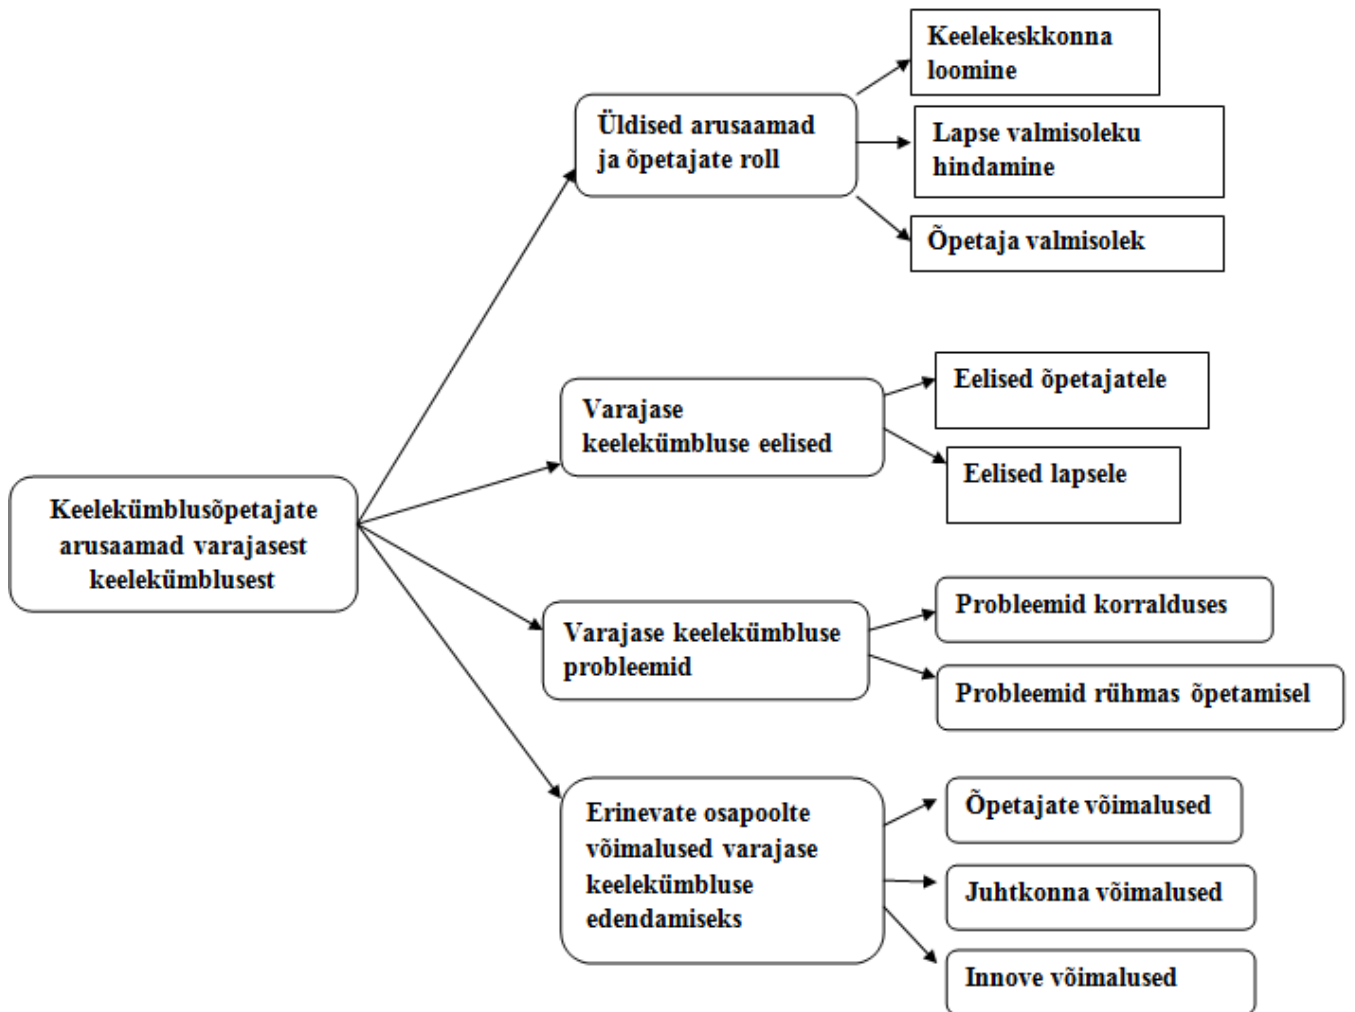 Keelekeskkonna
loomine
Üldised arusaamad
ja õpetajate roll
Lapse valmisoleku
hindamine
Õpetaja valmisolek
Varajase
keelekümbluse eelised
Eelised õpetajatele
Eelised lapsele
Keelekümblusõpetajate
arusaamad varajasest
keelekümblusest
Varajase keelekümbluse
probleemid
Probleemid korralduses
Probleemid rühmas õpetamisel
Erinevate osapoolte
võimalused varajase
keelekümbluse
edendamiseks
Õpetajate võimalused
Juhtkonna võimalused
Innove võimalused